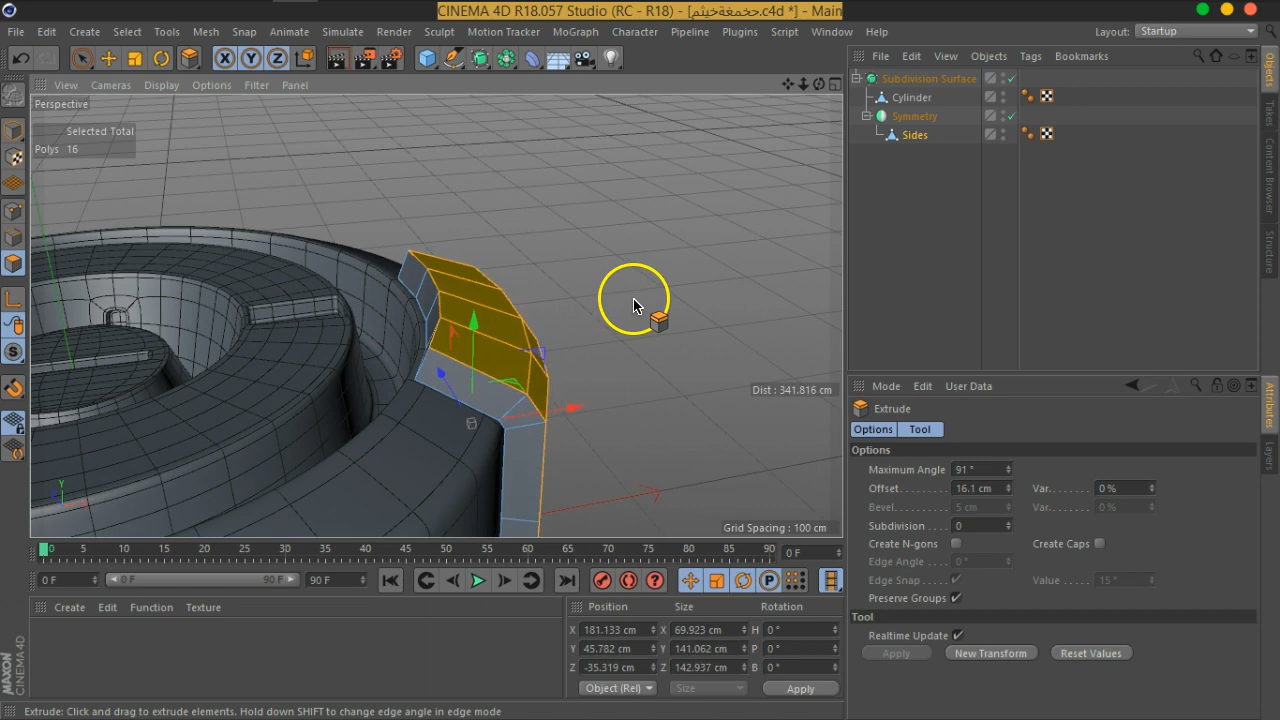 CINEMA 4D R18.057 Studio (RC - R18) - [حخمغةخيثم.c4d *] - Main
File Edit Create Select Tools Mesh Snap Animate Simulate Render Sculpt Motion Tracker MoGraph Character Pipeline Plugins Script Window Help Layout: Startup
View Cameras Display Options Filter Panel
File Edit View Objects Tags Bookmarks
Perspective
Subdivision Surface
Cylinder
Symmetry
Sides
Selected Total
Polys 16
Dist : 341.816 cm
Grid Spacing : 100 cm
Objects
Takes
Content Browser
Structure
Mode Edit User Data
Extrude
Options Tool
Options
Maximum Angle 91 °
Offset 16.1 cm Var. 0 %
Bevel 5 cm Var. 0 %
Subdivision 0
Create N-gons Create Caps
Edge Angle 0 °
Edge Snap Value 15 °
Preserve Groups
Tool
Realtime Update
Apply New Transform Reset Values
Attributes
Layers
0 5 10 15 20 25 30 35 40 45 50 55 60 65 70 75 80 85 90 0 F
0 F 0 F 90 F 90 F
Create Edit Function Texture
Position Size Rotation
X 181.133 cm X 69.923 cm H 0 °
Y 45.782 cm Y 141.062 cm P 0 °
Z -35.319 cm Z 142.937 cm B 0 °
Object (Rel) Size Apply
MAXON
CINEMA 4D
Extrude: Click and drag to extrude elements. Hold down SHIFT to change edge angle in edge mode